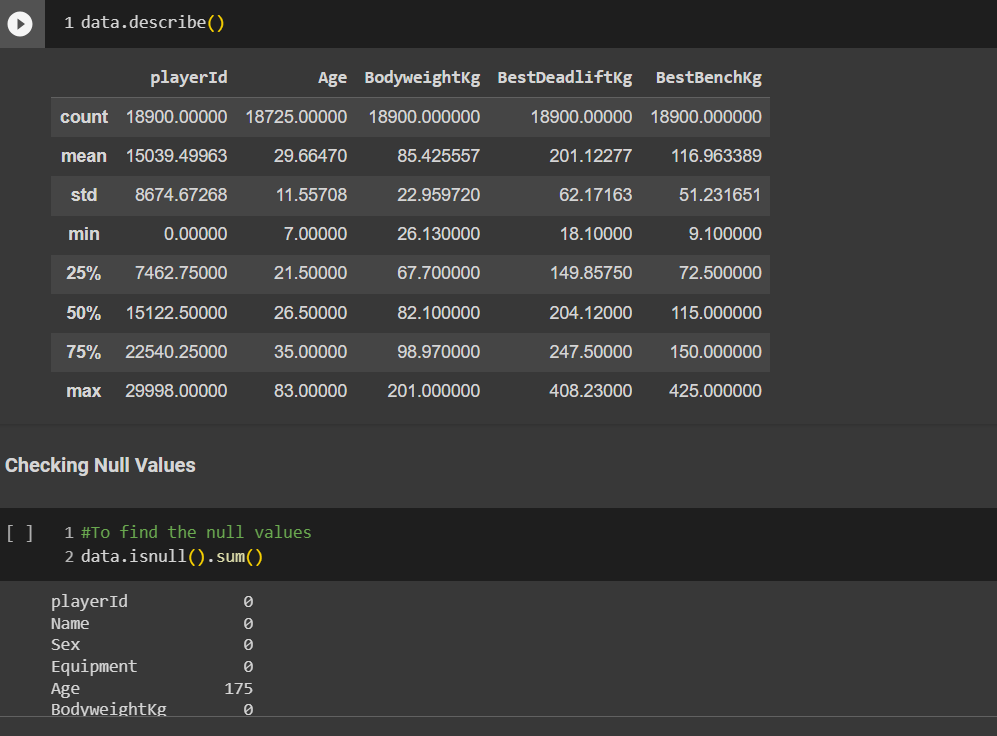 1 data.describe()
playerId Age BodyweightKg BestDeadliftKg BestBenchKg
count 18900.00000 18725.00000 18900.000000 18900.00000 18900.000000
mean 15039.49963 29.66470 85.425557 201.12277 116.963389
std 8674.67268 11.55708 22.959720 62.17163 51.231651
min 0.00000 7.00000 26.130000 18.10000 9.100000
25% 7462.75000 21.50000 67.700000 149.85750 72.500000
50% 15122.50000 26.50000 82.100000 204.12000 115.000000
75% 22540.25000 35.00000 98.970000 247.50000 150.000000
max 29998.00000 83.00000 201.000000 408.23000 425.000000
Checking Null Values
[ ] 1 #To find the null values
2 data.isnull().sum()
playerId 0
Name 0
Sex 0
Equipment 0
Age 175
BodyweightKg 0